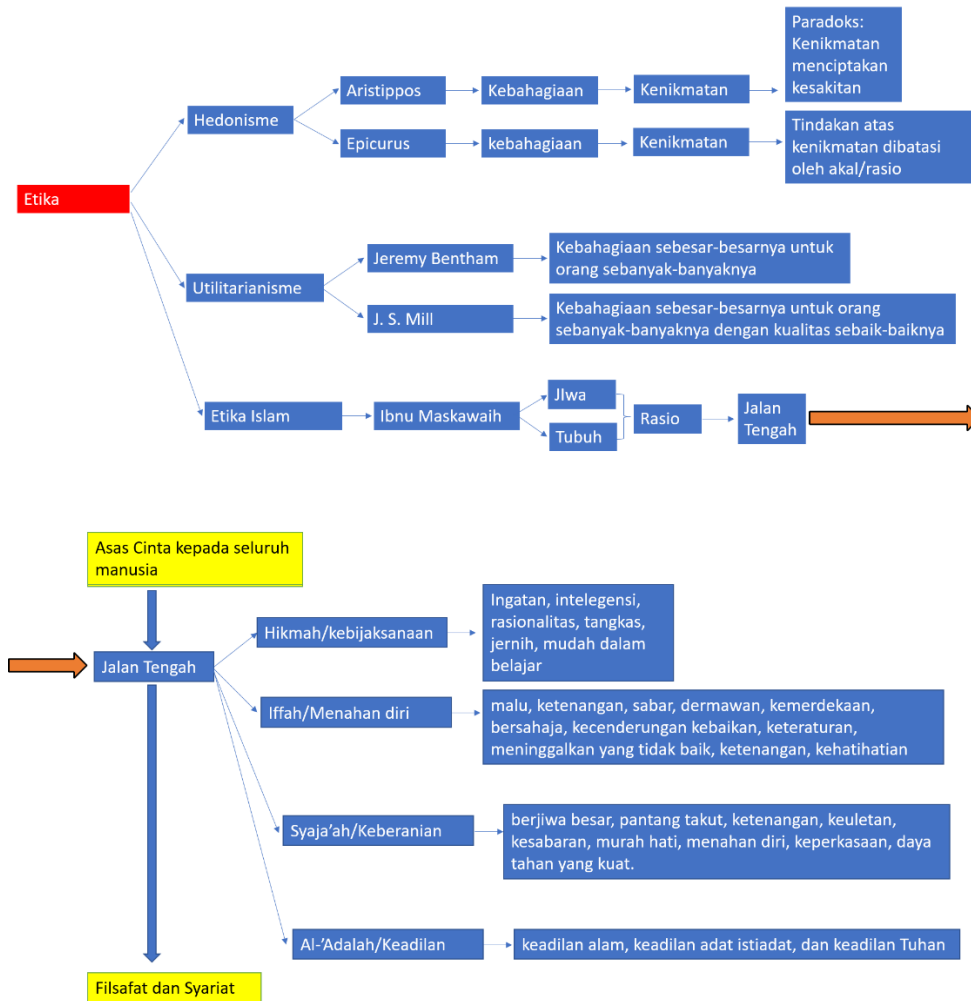 Paradoks:
Kenikmatan
menciptakan
kesakitan
Aristippos
Kebahagiaan
Kenikmatan
Hedonisme
Epicurus
kebahagiaan
Kenikmatan
Tindakan atas
kenikmatan dibatasi
oleh akal/rasio
Etika
Utilitarianisme
Jeremy Bentham
Kebahagiaan sebesar-besarnya untuk
orang sebanyak-banyaknya
J. S. Mill
Kebahagiaan sebesar-besarnya untuk orang
sebanyak-banyaknya dengan kualitas sebaik-baiknya
Etika Islam
Ibnu Maskawaih
JIwa
Tubuh
Rasio
Jalan
Tengah
Asas Cinta kepada seluruh
manusia
Jalan Tengah
Hikmah/kebijaksanaan
Ingatan, intelegensi,
rasionalitas, tangkas,
jernih, mudah dalam
belajar
Iffah/Menahan diri
malu, ketenangan, sabar, dermawan, kemerdekaan,
bersahaja, kecenderungan kebaikan, keteraturan,
meninggalkan yang tidak baik, ketenangan, kehatihatian
Syaja’ah/Keberanian
berjiwa besar, pantang takut, ketenangan, keuletan,
kesabaran, murah hati, menahan diri, keperkasaan, daya
tahan yang kuat.
Al-’Adalah/Keadilan
keadilan alam, keadilan adat istiadat, dan keadilan Tuhan
Filsafat dan Syariat